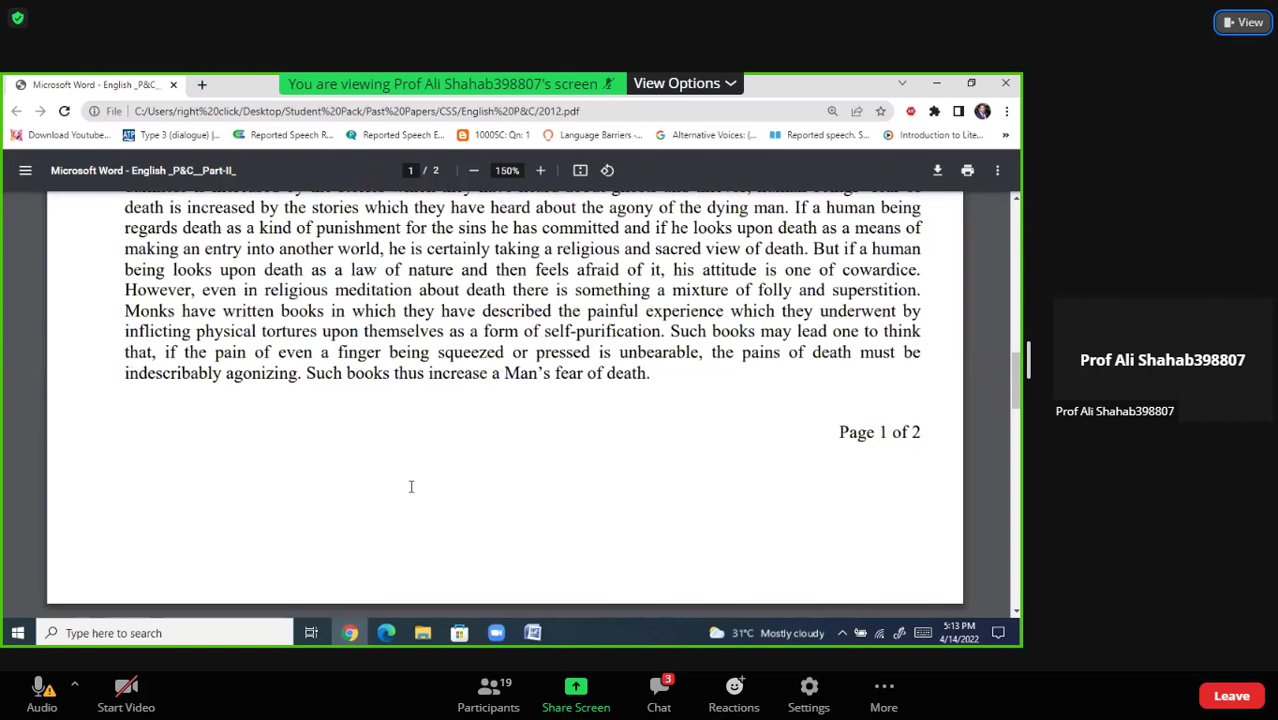 View
Microsoft Word - English _P&C_
You are viewing Prof Ali Shahab398807's screen
View Options
File C:/Users/right%20click/Desktop/Student%20Pack/Past%20Papers/CSS/English%20P&C/2012.pdf
Download Youtube...
Type 3 (dialogue) |...
Reported Speech R...
Reported Speech E...
1000SC: Qn: 1
Language Barriers -...
Alternative Voices: (...
Reported speech. S...
Introduction to Lite...
Microsoft Word - English _P&C__Part-II_
1 / 2
150%
death is increased by the stories which they have heard about the agony of the dying man. If a human being
regards death as a kind of punishment for the sins he has committed and if he looks upon death as a means of
making an entry into another world, he is certainly taking a religious and sacred view of death. But if a human
being looks upon death as a law of nature and then feels afraid of it, his attitude is one of cowardice.
However, even in religious meditation about death there is something a mixture of folly and superstition.
Monks have written books in which they have described the painful experience which they underwent by
inflicting physical tortures upon themselves as a form of self-purification. Such books may lead one to think
that, if the pain of even a finger being squeezed or pressed is unbearable, the pains of death must be
indescribably agonizing. Such books thus increase a Man's fear of death.
Page 1 of 2
Prof Ali Shahab398807
Prof Ali Shahab398807
Type here to search
31°C Mostly cloudy
5:13 PM
4/14/2022
19
3
Audio
Start Video
Participants
Share Screen
Chat
Reactions
Settings
More
Leave